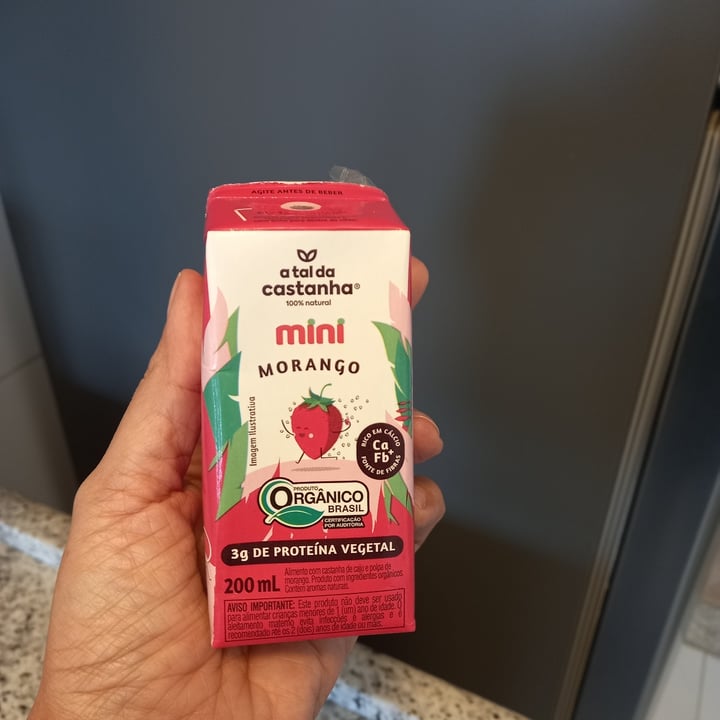 AGITE ANTES DE BEBER
a tal da
castanha®
100% natural
mini
MORANGO
Imagem ilustrativa
RICO EM CÁLCIO
Ca
Fb+
FONTE DE FIBRAS
PRODUTO
ORGÂNICO
BRASIL
CERTIFICAÇÃO
POR AUDITORIA
3g DE PROTEÍNA VEGETAL
200 mL
Alimento com castanha de caju e polpa de
morango. Produto com ingredientes orgânicos.
Contém aromas naturais.
AVISO IMPORTANTE: Este produto não deve ser usado
para alimentar crianças menores de 1 (um) ano de idade. O
aleitamento materno evita infecções e alergias e é
recomendado até os 2 (dois) anos de idade ou mais.